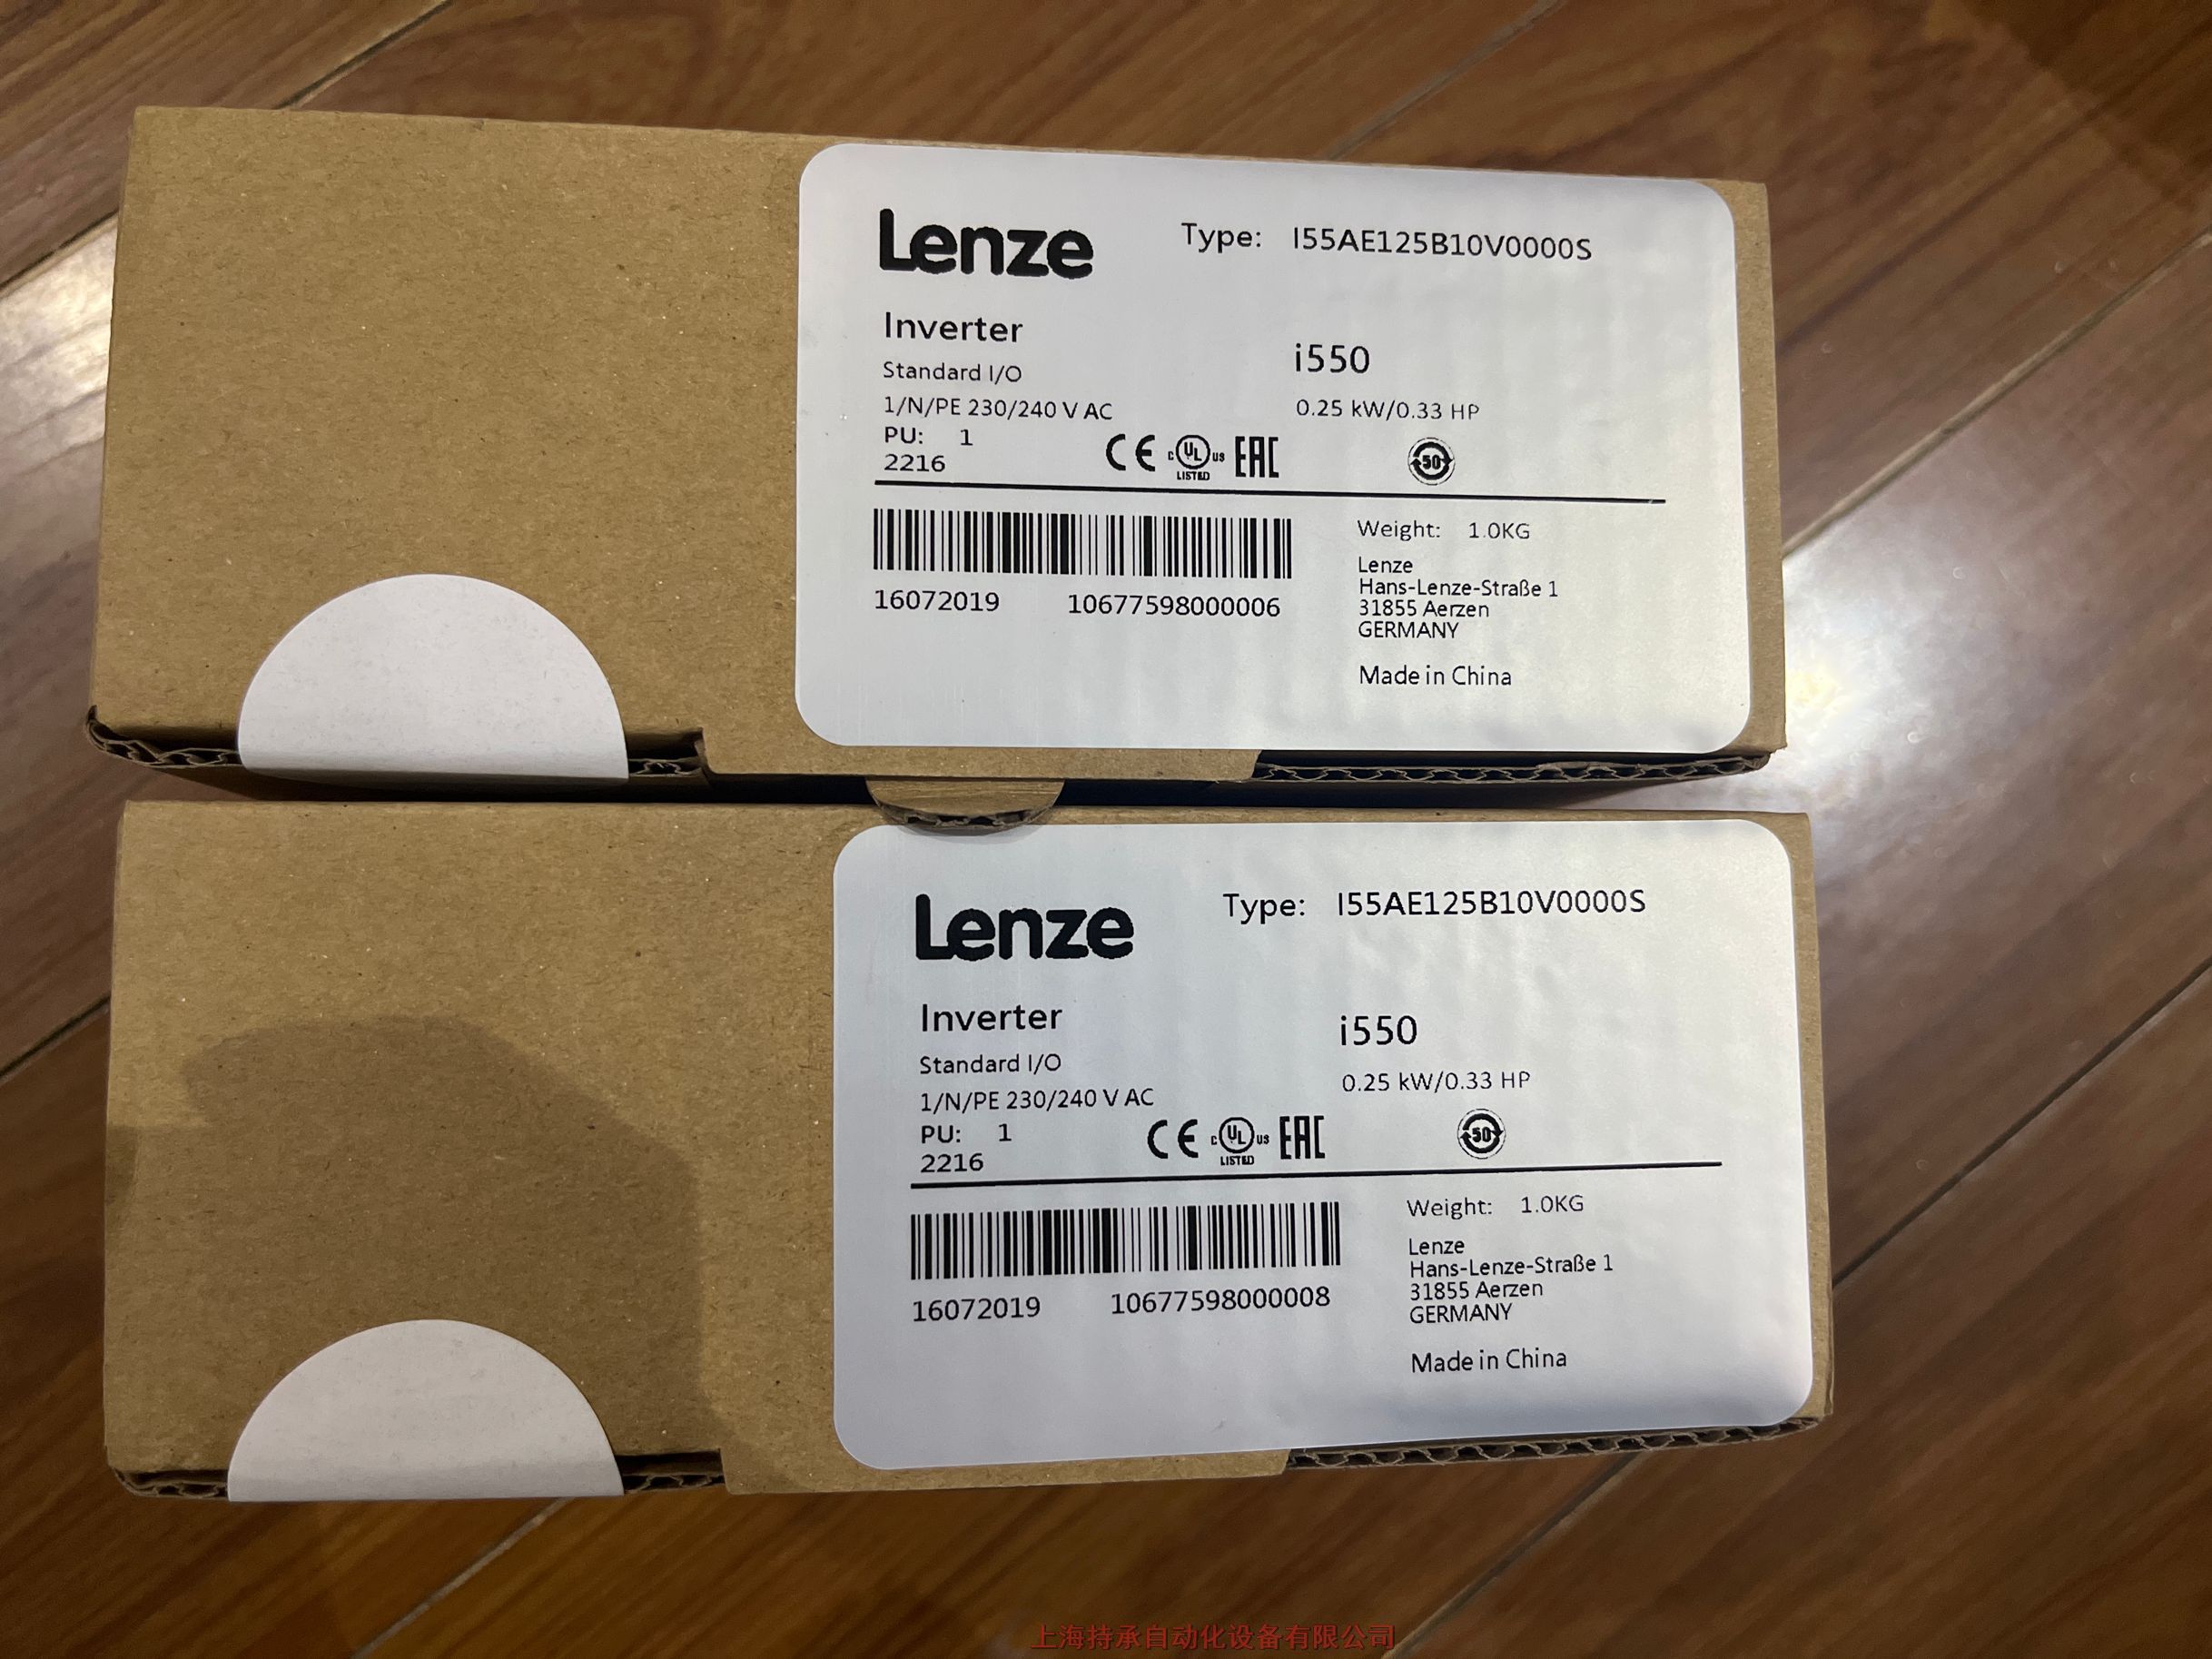 Lenze
Type: I55AE125B10V0000S
Inverter
i550
Standard I/O
1/N/PE 230/240 V AC
0.25 kW/0.33 HP
PU: 1
2216
CE c UL us LISTED EAC 50
Weight: 1.0KG
16072019 10677598000006
Lenze
Hans-Lenze-Straße 1
31855 Aerzen
GERMANY
Made in China
Lenze
Type: I55AE125B10V0000S
Inverter
i550
Standard I/O
1/N/PE 230/240 V AC
0.25 kW/0.33 HP
PU: 1
2216
CE c UL us LISTED EAC 50
Weight: 1.0KG
16072019 10677598000008
Lenze
Hans-Lenze-Straße 1
31855 Aerzen
GERMANY
Made in China
上海持承自动化设备有限公司